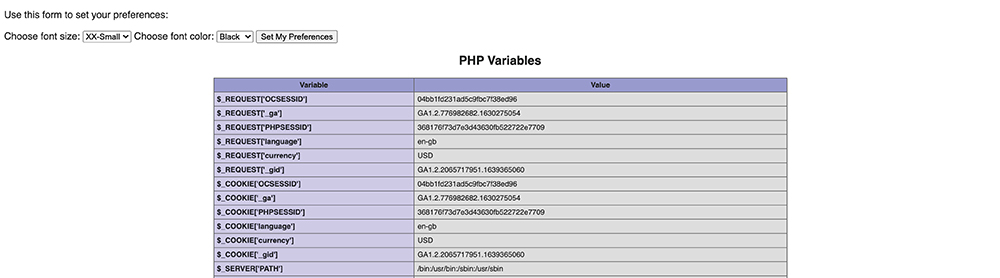 Use this form to set your preferences:
Choose font size: XX-Small Choose font color: Black Set My Preferences
PHP Variables
Variable Value
$_REQUEST['OCSESSID'] 04bb1fd231ad5c9fbc7f38ed96
$_REQUEST['_ga'] GA1.2.776982682.1630275054
$_REQUEST['PHPSESSID'] 368176f73d7e3d43630fb522722e7709
$_REQUEST['language'] en-gb
$_REQUEST['currency'] USD
$_REQUEST['_gid'] GA1.2.2065717951.1639365060
$_COOKIE['OCSESSID'] 04bb1fd231ad5c9fbc7f38ed96
$_COOKIE['_ga'] GA1.2.776982682.1630275054
$_COOKIE['PHPSESSID'] 368176f73d7e3d43630fb522722e7709
$_COOKIE['language'] en-gb
$_COOKIE['currency'] USD
$_COOKIE['_gid'] GA1.2.2065717951.1639365060
$_SERVER['PATH'] /bin:/usr/bin:/sbin:/usr/sbin